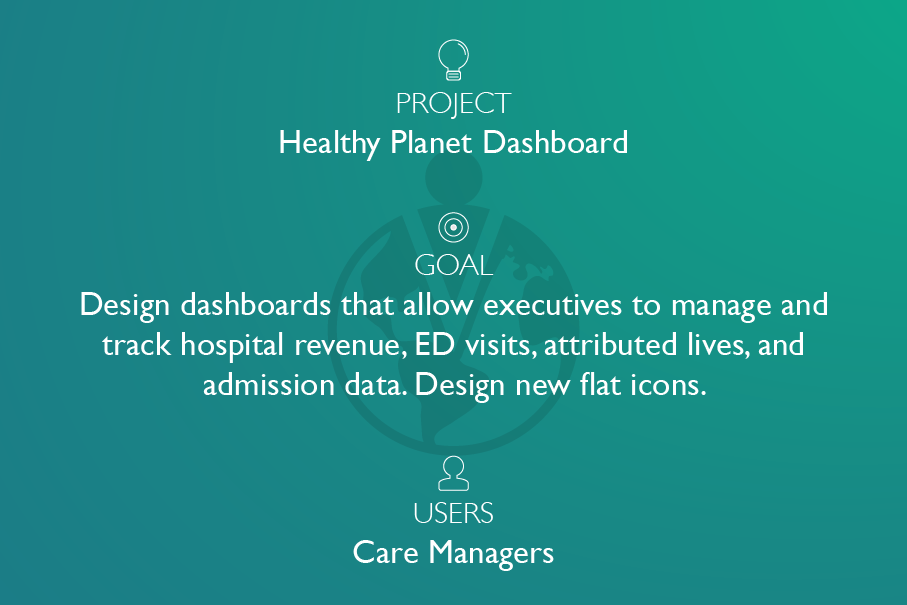 PROJECT
Healthy Planet Dashboard
GOAL
Design dashboards that allow executives to manage and
track hospital revenue, ED visits, attributed lives, and
admission data. Design new flat icons.
USERS
Care Managers